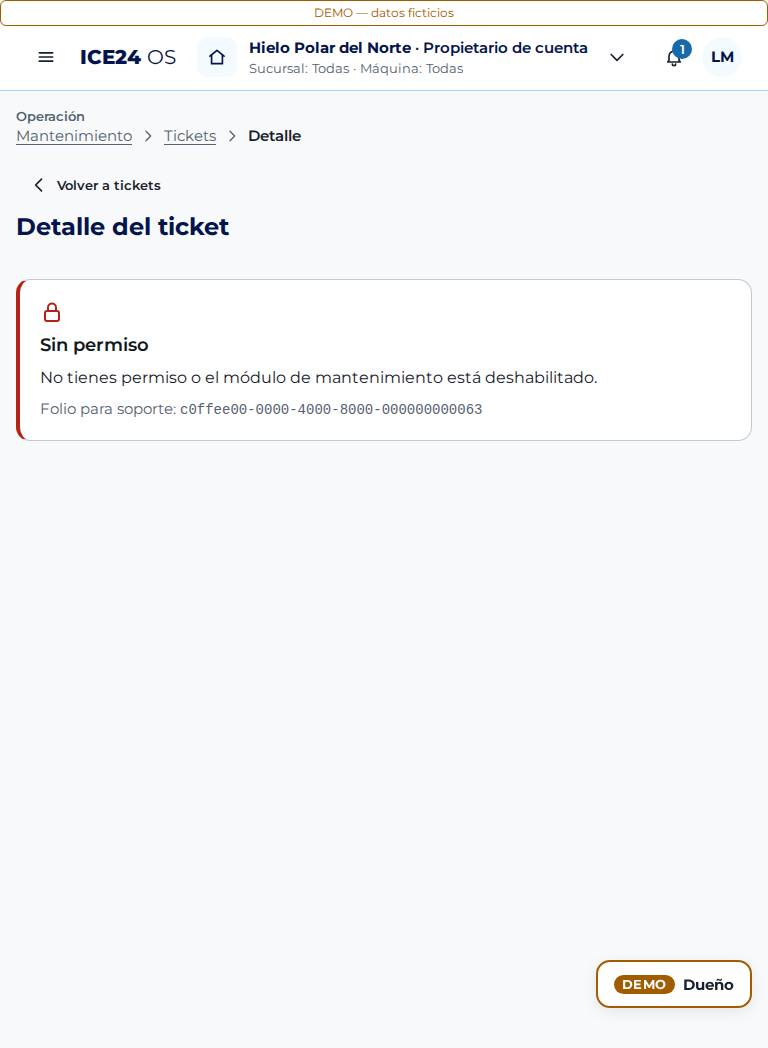 DEMO — datos ficticios
ICE24 OS
Hielo Polar del Norte · Propietario de cuenta
Sucursal: Todas · Máquina: Todas
1
LM
Operación
Mantenimiento > Tickets > Detalle
Volver a tickets
Detalle del ticket
Sin permiso
No tienes permiso o el módulo de mantenimiento está deshabilitado.
Folio para soporte: c0ffee00-0000-4000-8000-000000000063
DEMO Dueño